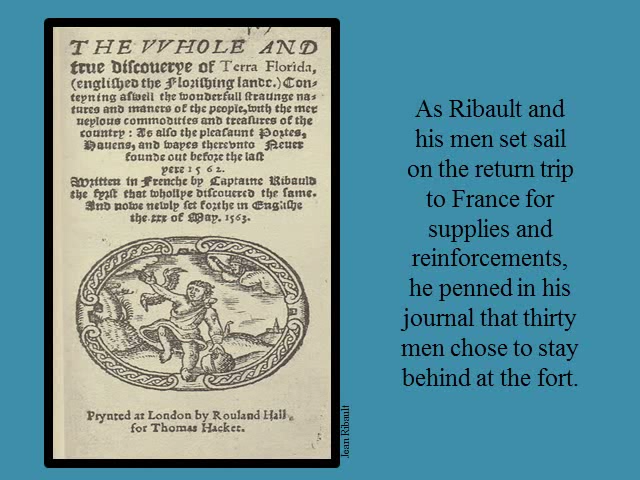 THE VVHOLE AND
true discouerye of Terra Florida,
(englished the Florishing lande.) Con-
teyning aswell the wonderfull straunge na-
tures and maners of the people, with the mer
ueylous commodities and treasures of the
country: As also the pleasaunt Portes,
Hauens, and wayes therevnto Neuer
founde out before the last
yere 1562.
Written in Frenche by Captaine Ribauld
the fyrst that whollye discouered the same.
And nowe newly set forthe in Englishe
the xxx of May. 1563.
Prynted at London by Rouland Hall,
for Thomas Hacket.
Jean Ribault
As Ribault and
his men set sail
on the return trip
to France for
supplies and
reinforcements,
he penned in his
journal that thirty
men chose to stay
behind at the fort.